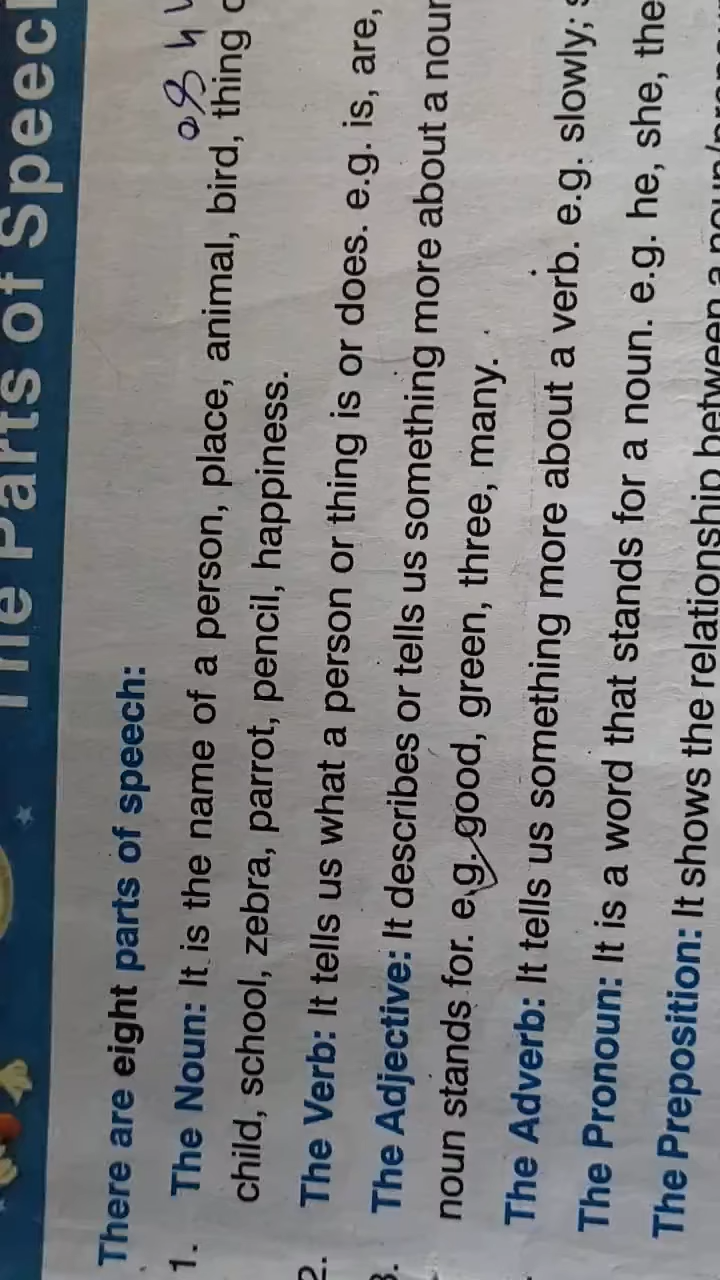 The Parts of Speech
There are eight parts of speech:
1. The Noun: It is the name of a person, place, animal, bird, thing
child, school, zebra, parrot, pencil, happiness.
2. The Verb: It tells us what a person or thing is or does. e.g. is, are,
3. The Adjective: It describes or tells us something more about a noun
noun stands for. e.g. good, green, three, many.
The Adverb: It tells us something more about a verb. e.g. slowly;
The Pronoun: It is a word that stands for a noun. e.g. he, she, the
The Preposition: It shows the relationship between a